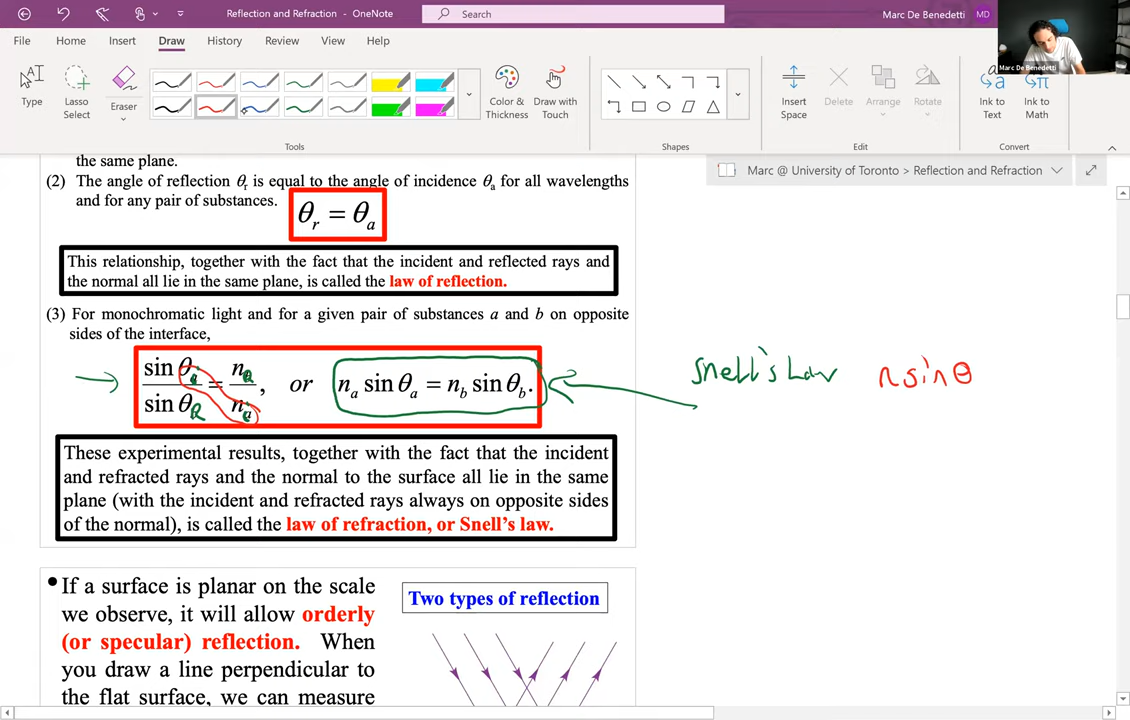 Reflection and Refraction - OneNote
Search
Marc De Benedetti
MD
Marc De Benedetti
File
Home
Insert
Draw
History
Review
View
Help
Type
Lasso
Select
Eraser
Color &
Thickness
Draw with
Touch
Insert
Space
Delete
Arrange
Rotate
Ink to
Text
Ink to
Math
Tools
Shapes
Edit
Convert
Marc @ University of Toronto > Reflection and Refraction
the same plane.
(2) The angle of reflection θr is equal to the angle of incidence θa for all wavelengths
and for any pair of substances.
θr = θa
This relationship, together with the fact that the incident and reflected rays and
the normal all lie in the same plane, is called the law of reflection.
(3) For monochromatic light and for a given pair of substances a and b on opposite
sides of the interface,
sin θi / sin θR = nR / ni, or na sin θa = nb sin θb.
Snell's Law n sin θ
These experimental results, together with the fact that the incident
and refracted rays and the normal to the surface all lie in the same
plane (with the incident and refracted rays always on opposite sides
of the normal), is called the law of refraction, or Snell's law.
• If a surface is planar on the scale
we observe, it will allow orderly
(or specular) reflection. When
you draw a line perpendicular to
the flat surface, we can measure
Two types of reflection